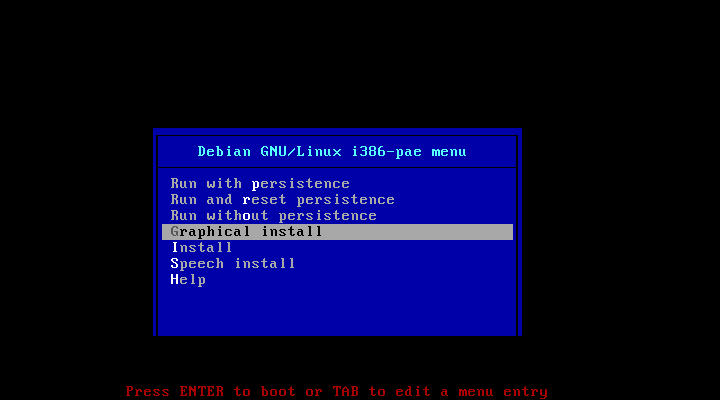 Debian GNU/Linux i386-pae menu
Run with persistence
Run and reset persistence
Run without persistence
Graphical install
Install
Speech install
Help
Press ENTER to boot or TAB to edit a menu entry